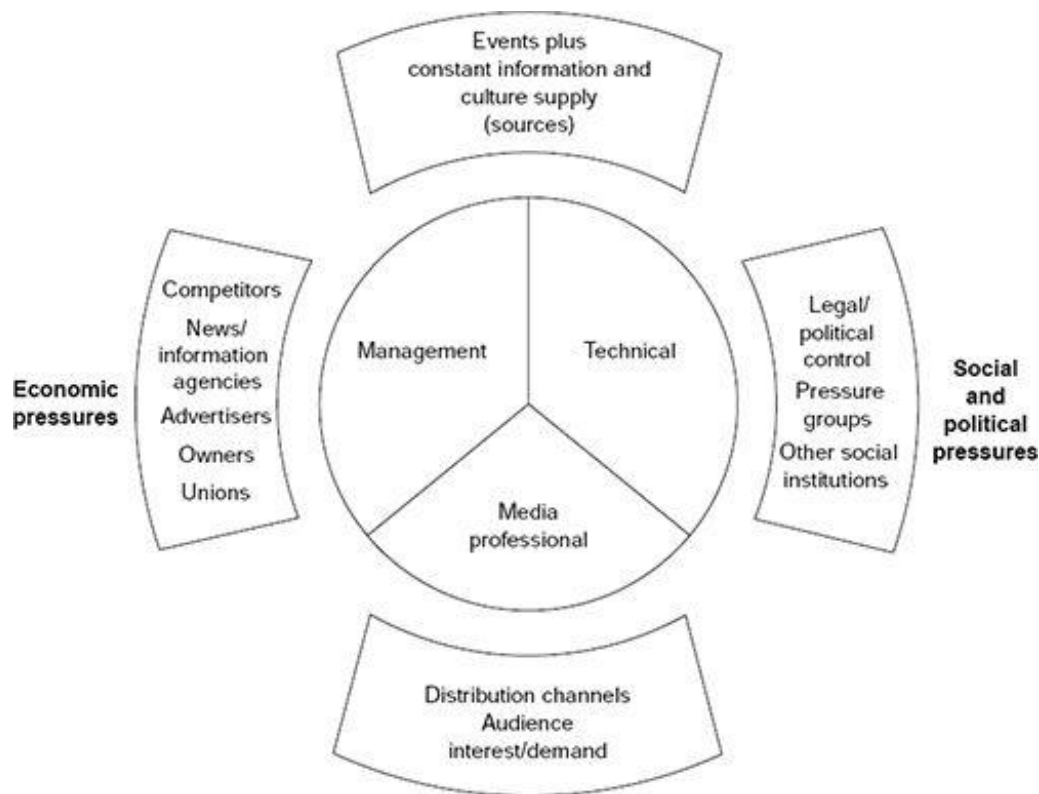 Events plus
constant information and
culture supply
(sources)
Economic
pressures
Competitors
News/
information
agencies
Advertisers
Owners
Unions
Management
Technical
Media
professional
Legal/
political
control
Pressure
groups
Other social
institutions
Social
and
political
pressures
Distribution channels
Audience
interest/demand